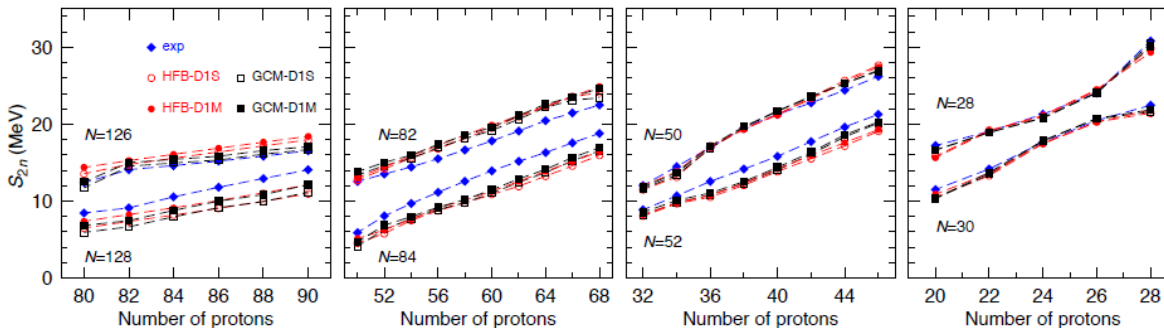 30
20
10
0
S2n (MeV)
exp
HFB-D1S
GCM-D1S
HFB-D1M
GCM-D1M
N=126
N=128
N=82
N=84
N=50
N=52
N=28
N=30
80 82 84 86 88 90
52 56 60 64 68
32 36 40 44
20 22 24 26 28
Number of protons
Number of protons
Number of protons
Number of protons